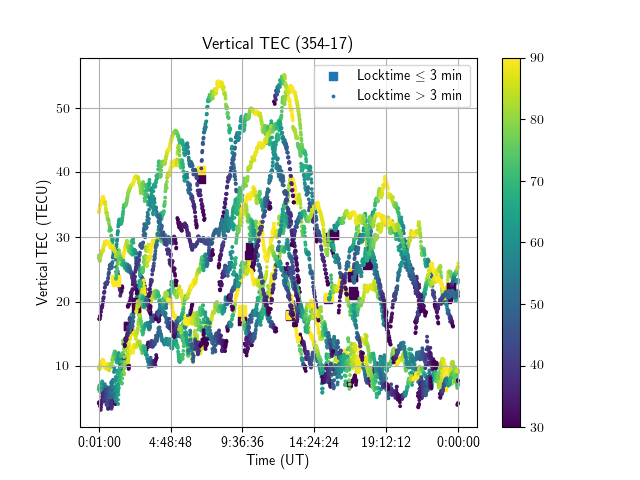 Vertical TEC (354-17)
Locktime ≤ 3 min
Locktime > 3 min
Vertical TEC (TECU)
50
40
30
20
10
0:01:00 4:48:48 9:36:36 14:24:24 19:12:12 0:00:00
Time (UT)
90
80
70
60
50
40
30